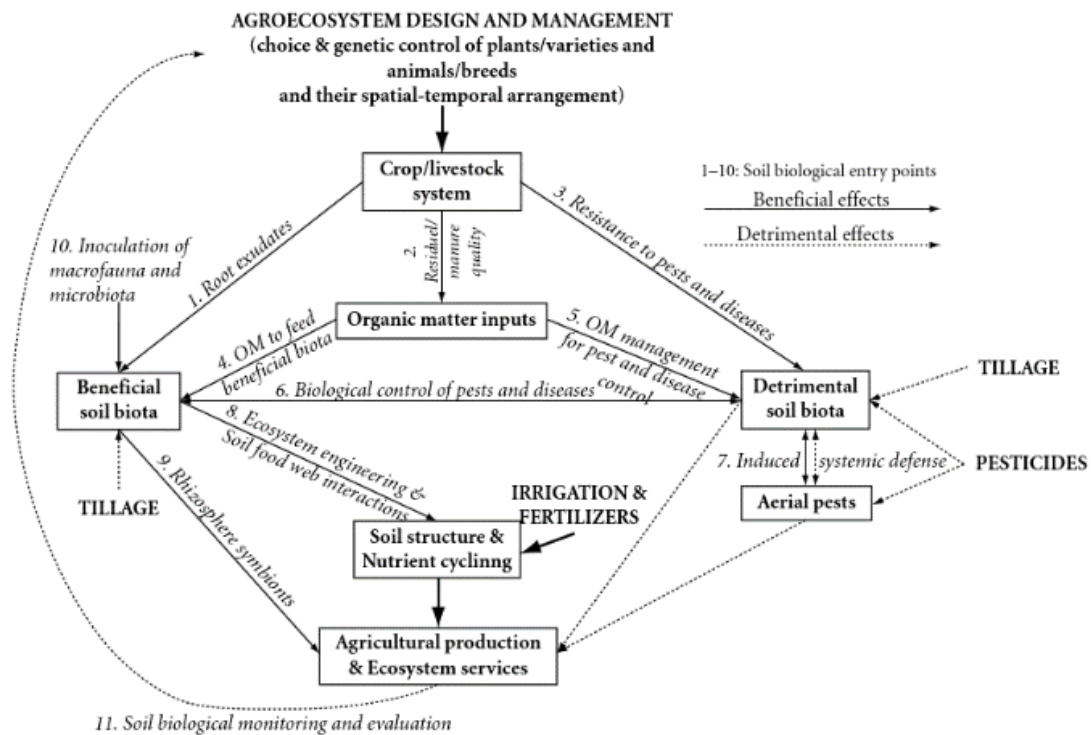 AGROECOSYSTEM DESIGN AND MANAGEMENT
(choice & genetic control of plants/varieties and
animals/breeds
and their spatial-temporal arrangement)
Crop/livestock
system
1–10: Soil biological entry points
Beneficial effects
Detrimental effects
10. Inoculation of
macrofauna and
microbiota
1. Root exudates
2.
Residuel/
manure
quality
3. Resistance to pests and diseases
Organic matter inputs
4. OM to feed
beneficial biota
5. OM management
for pest and disease
control
Beneficial
soil biota
6. Biological control of pests and diseases
Detrimental
soil biota
TILLAGE
8. Ecosystem engineering &
Soil food web interactions
7. Induced
systemic defense
PESTICIDES
TILLAGE
9. Rhizosphere symbionts
IRRIGATION &
FERTILIZERS
Aerial pests
Soil structure &
Nutrient cyclinng
Agricultural production
& Ecosystem services
11. Soil biological monitoring and evaluation